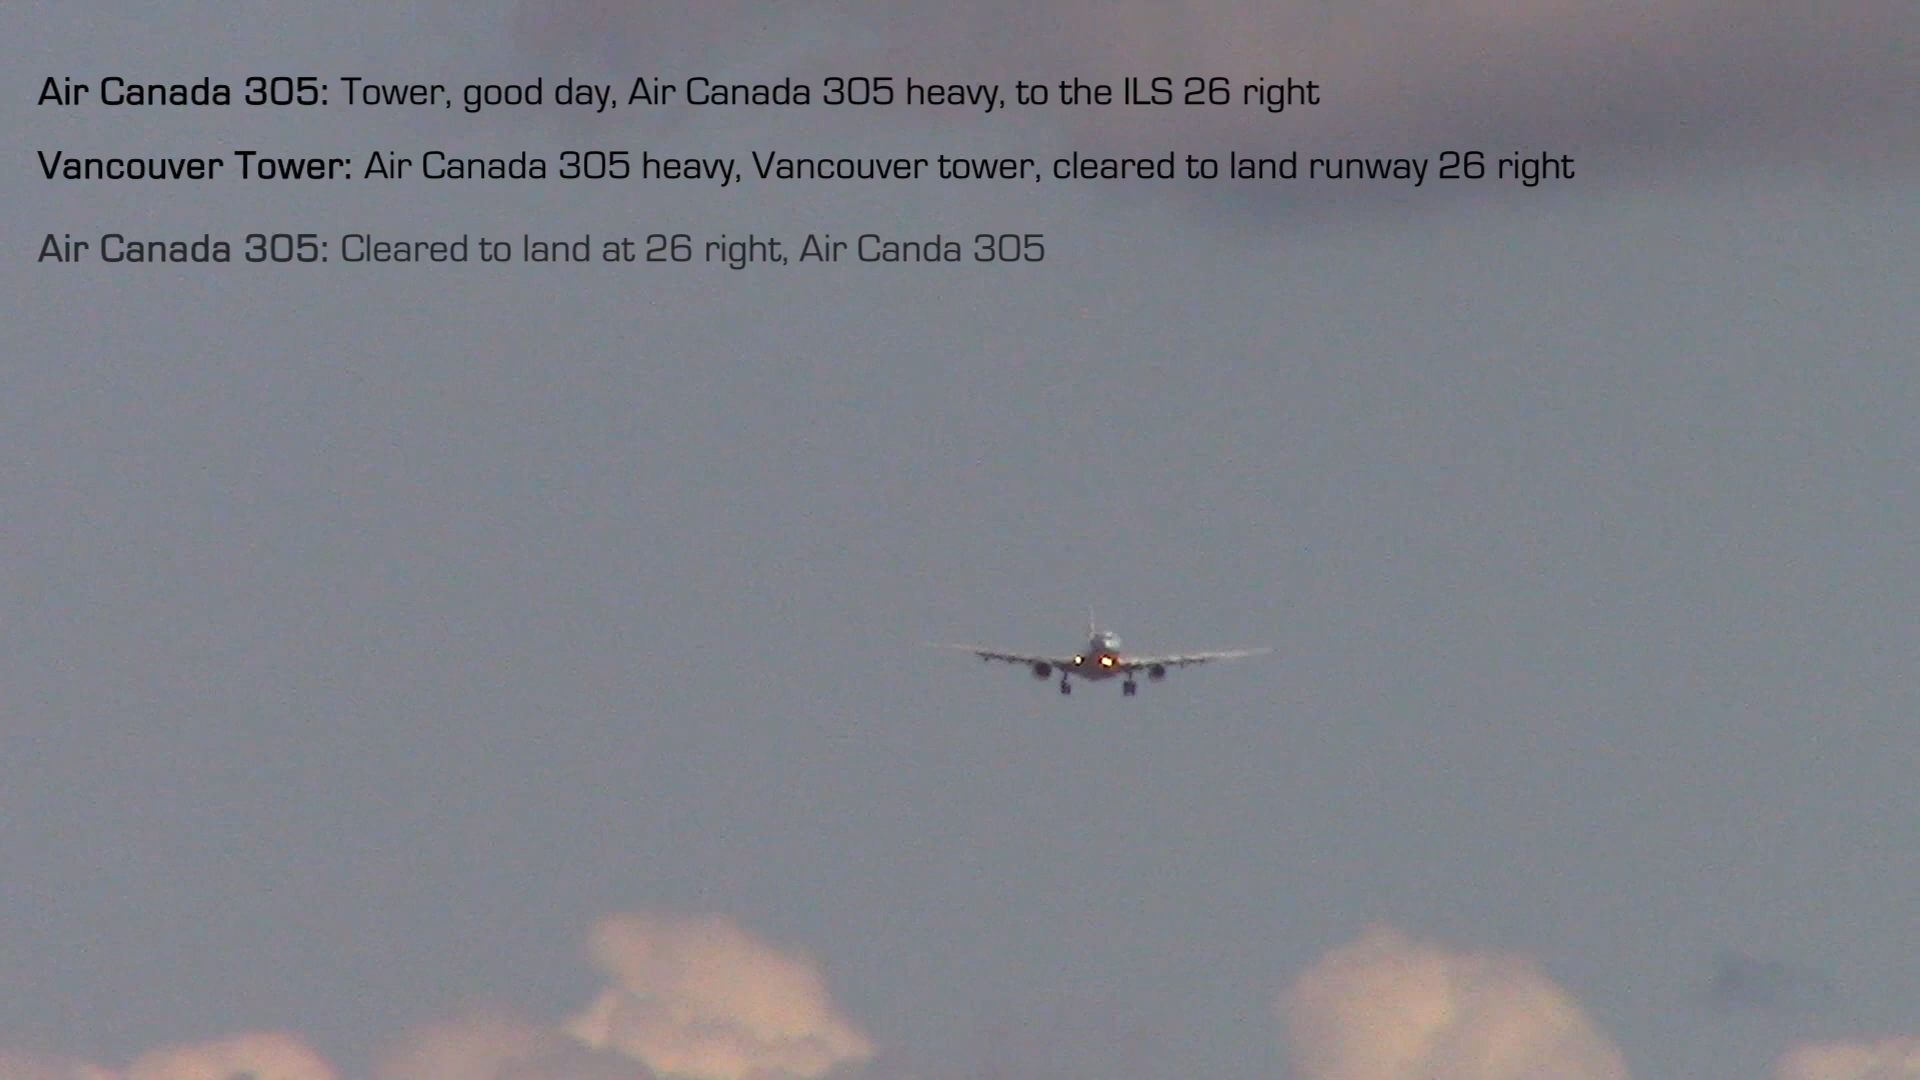 Air Canada 305: Tower, good day, Air Canada 305 heavy, to the ILS 26 right
Vancouver Tower: Air Canada 305 heavy, Vancouver tower, cleared to land runway 26 right
Air Canada 305: Cleared to land at 26 right, Air Canda 305